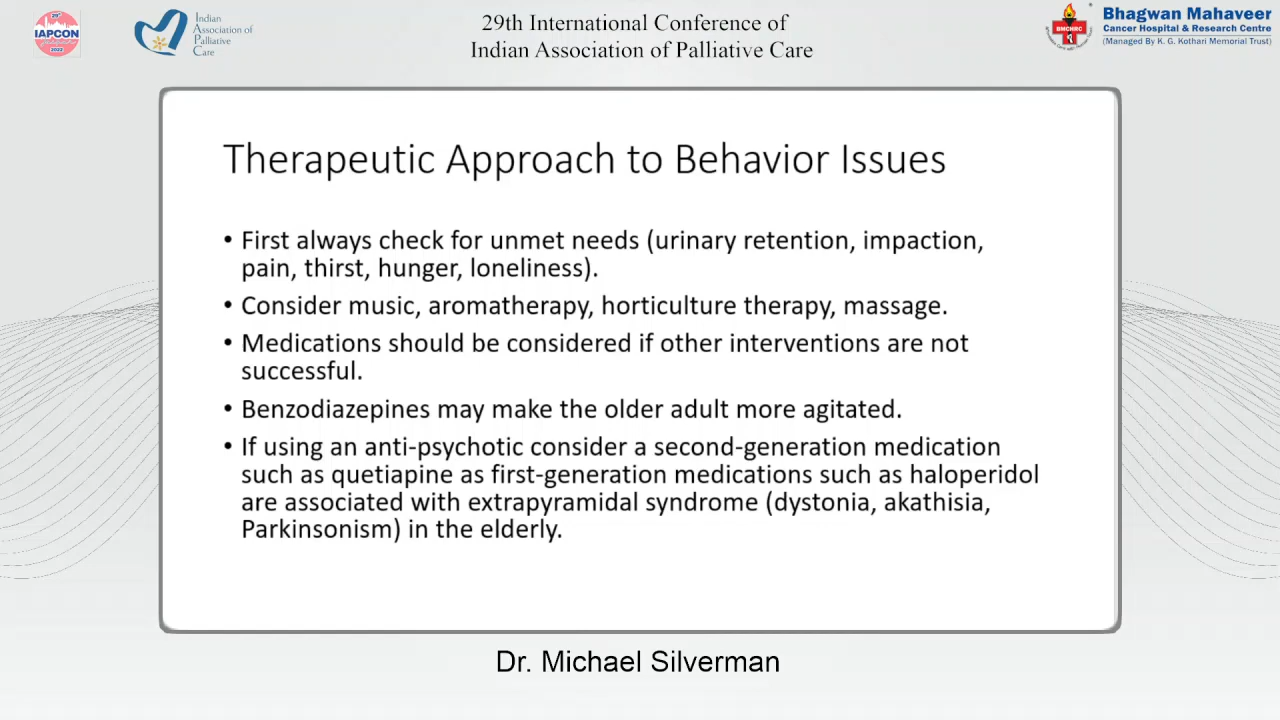 29th
IAPCON
2022
Indian
Association of
Palliative
Care
29th International Conference of
Indian Association of Palliative Care
BMCHRC
Bhagwan Mahaveer
Cancer Hospital & Research Centre
(Managed By K. G. Kothari Memorial Trust)
Therapeutic Approach to Behavior Issues
• First always check for unmet needs (urinary retention, impaction,
pain, thirst, hunger, loneliness).
• Consider music, aromatherapy, horticulture therapy, massage.
• Medications should be considered if other interventions are not
successful.
• Benzodiazepines may make the older adult more agitated.
• If using an anti-psychotic consider a second-generation medication
such as quetiapine as first-generation medications such as haloperidol
are associated with extrapyramidal syndrome (dystonia, akathisia,
Parkinsonism) in the elderly.
Dr. Michael Silverman